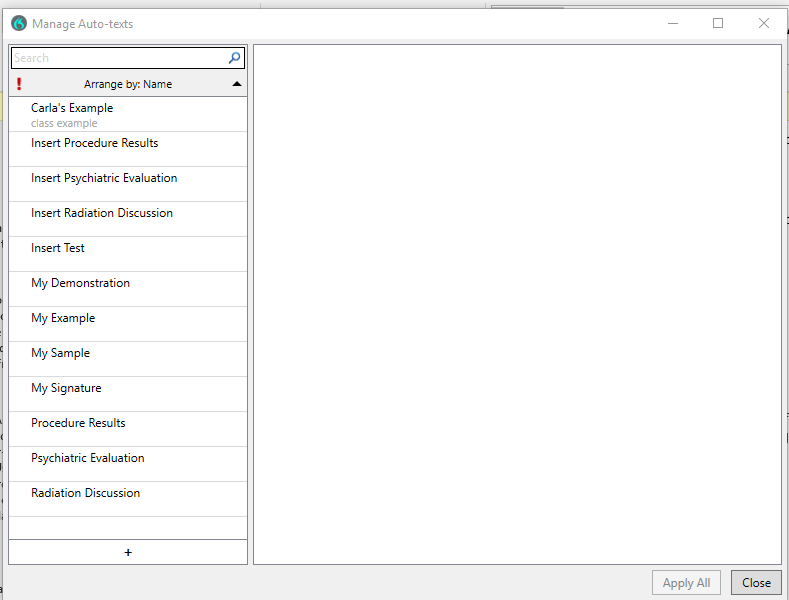 Manage Auto-texts
Search
! Arrange by: Name
Carla's Example
class example
Insert Procedure Results
Insert Psychiatric Evaluation
Insert Radiation Discussion
Insert Test
My Demonstration
My Example
My Sample
My Signature
Procedure Results
Psychiatric Evaluation
Radiation Discussion
+
Apply All Close